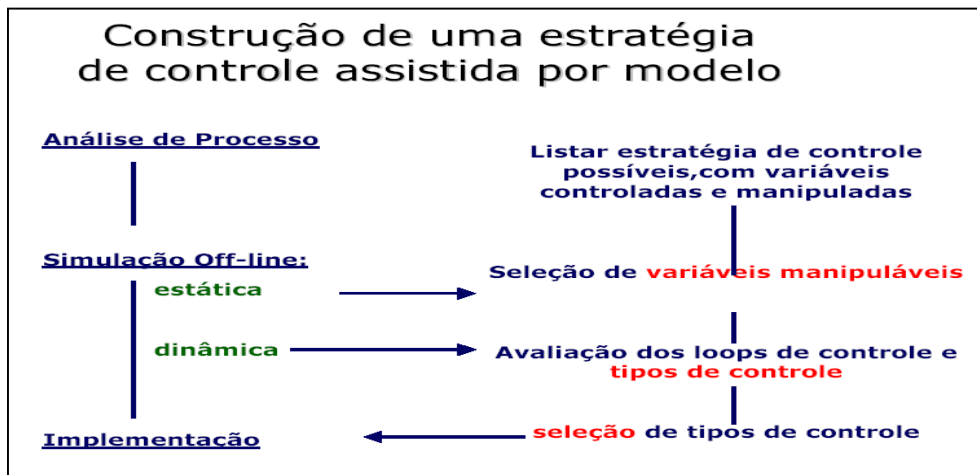 Construção de uma estratégia
de controle assistida por modelo
Análise de Processo
Simulação Off-line:
estática
dinâmica
Implementação
Listar estratégia de controle
possíveis,com variáveis
controladas e manipuladas
Seleção de variáveis manipuláveis
Avaliação dos loops de controle e
tipos de controle
seleção de tipos de controle